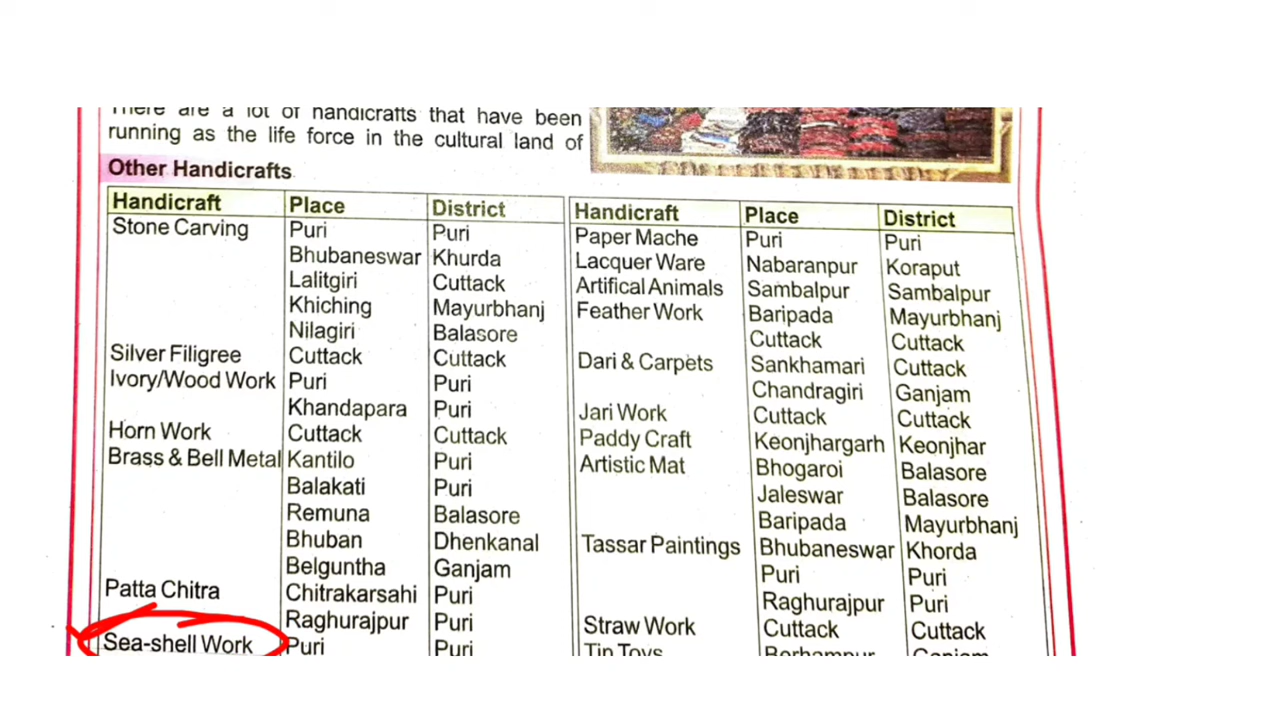 There are a lot of handicrafts that have been
running as the life force in the cultural land of
Other Handicrafts
Handicraft Place District
Stone Carving Puri Puri
Bhubaneswar Khurda
Lalitgiri Cuttack
Khiching Mayurbhanj
Nilagiri Balasore
Silver Filigree Cuttack Cuttack
Ivory/Wood Work Puri Puri
Khandapara Puri
Horn Work Cuttack Cuttack
Brass & Bell Metal Kantilo Puri
Balakati Puri
Remuna Balasore
Bhuban Dhenkanal
Belguntha Ganjam
Patta Chitra Chitrakarsahi Puri
Raghurajpur Puri
Sea-shell Work Puri Puri
Handicraft Place District
Paper Mache Puri Puri
Lacquer Ware Nabaranpur Koraput
Artifical Animals Sambalpur Sambalpur
Feather Work Baripada Mayurbhanj
Cuttack Cuttack
Dari & Carpets Sankhamari Cuttack
Chandragiri Ganjam
Jari Work Cuttack Cuttack
Paddy Craft Keonjhargarh Keonjhar
Artistic Mat Bhogaroi Balasore
Jaleswar Balasore
Baripada Mayurbhanj
Tassar Paintings Bhubaneswar Khorda
Puri Puri
Raghurajpur Puri
Straw Work Cuttack Cuttack
Tin Toys Berhampur Ganjam